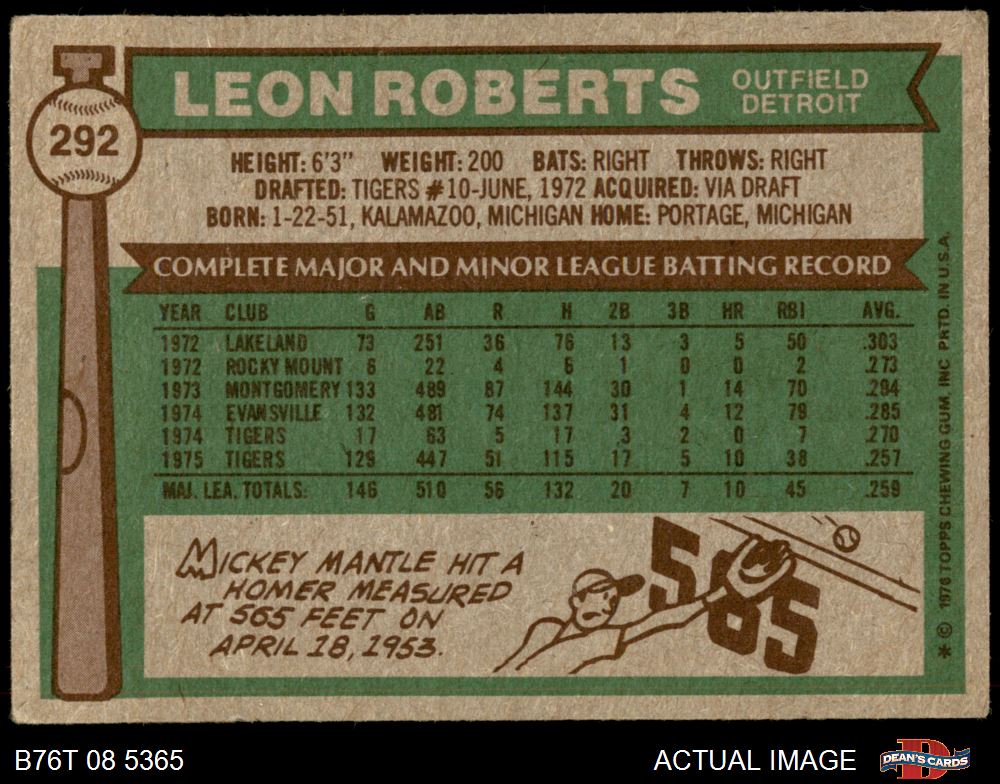 292
LEON ROBERTS
OUTFIELD
DETROIT
HEIGHT: 6'3" WEIGHT: 200 BATS: RIGHT THROWS: RIGHT
DRAFTED: TIGERS #10-JUNE, 1972 ACQUIRED: VIA DRAFT
BORN: 1-22-51, KALAMAZOO, MICHIGAN HOME: PORTAGE, MICHIGAN
COMPLETE MAJOR AND MINOR LEAGUE BATTING RECORD
YEAR CLUB G AB R H 2B 3B HR RBI AVG.
1972 LAKELAND 73 251 36 76 13 3 5 50 .303
1972 ROCKY MOUNT 6 22 4 6 1 0 0 2 .273
1973 MONTGOMERY 133 489 87 144 30 1 14 70 .294
1974 EVANSVILLE 132 481 74 137 31 4 12 79 .285
1974 TIGERS 17 63 5 17 3 2 0 7 .270
1975 TIGERS 129 447 51 115 17 5 10 38 .257
MAJ. LEA. TOTALS: 146 510 56 132 20 7 10 45 .259
MICKEY MANTLE HIT A
HOMER MEASURED
AT 565 FEET ON
APRIL 18, 1953.
565
* © 1976 TOPPS CHEWING GUM, INC PRTD. IN U.S.A.
B76T 08 5365
ACTUAL IMAGE
D
DEAN'S CARDS